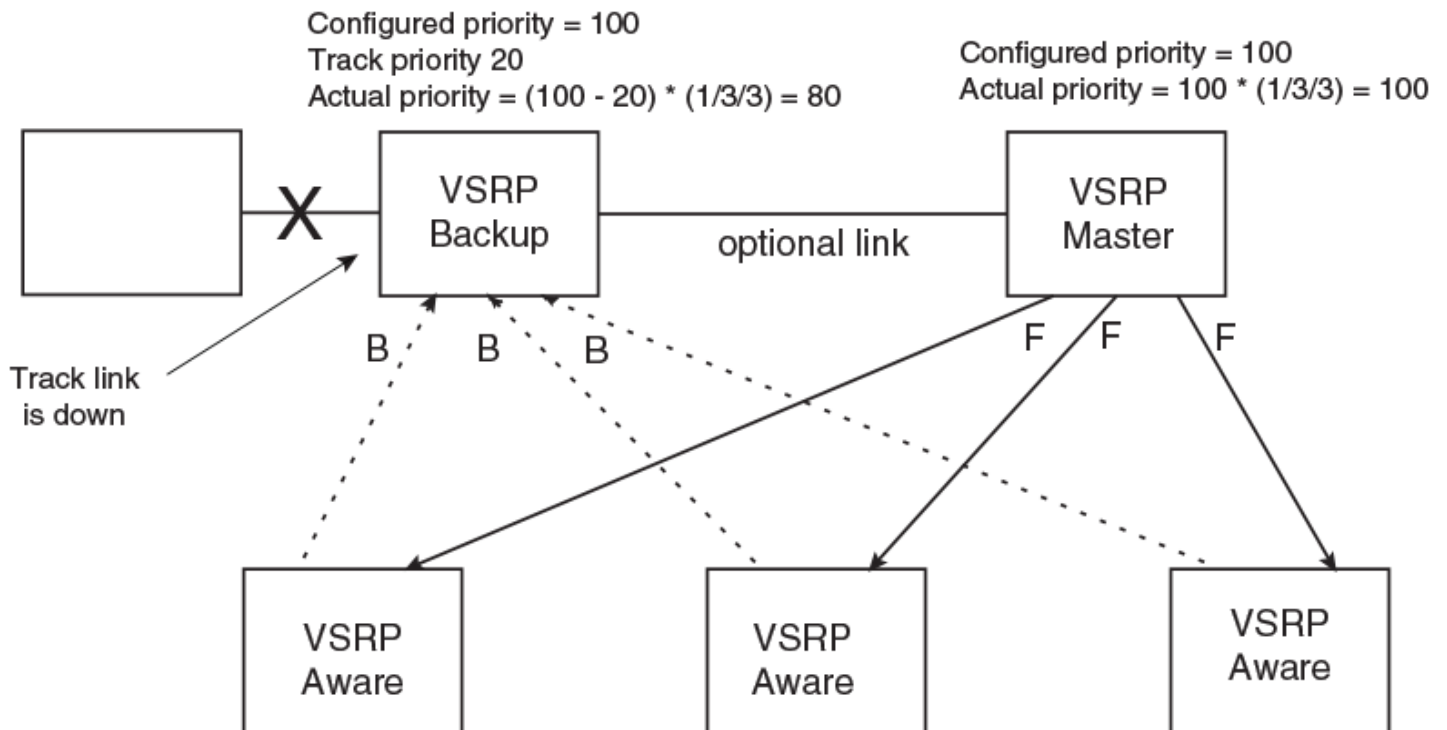 Configured priority = 100
Track priority 20
Actual priority = (100 - 20) * (1/3/3) = 80
Configured priority = 100
Actual priority = 100 * (1/3/3) = 100
X
VSRP
Backup
optional link
VSRP
Master
Track link
is down
B
B
B
F
F
F
VSRP
Aware
VSRP
Aware
VSRP
Aware